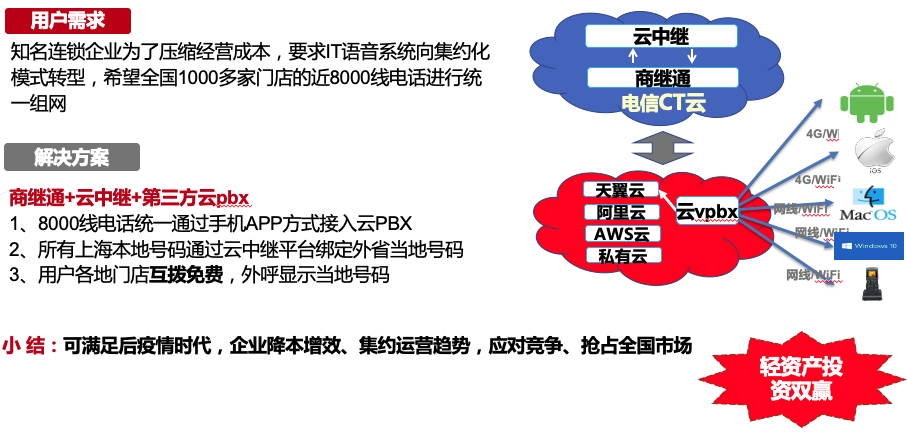 用户需求
知名连锁企业为了压缩经营成本，要求IT语音系统向集约化
模式转型，希望全国1000多家门店的近8000线电话进行统
一组网
解决方案
商继通+云中继+第三方云pbx
1、8000线电话统一通过手机APP方式接入云PBX
2、所有上海本地号码通过云中继平台绑定外省当地号码
3、用户各地门店互拨免费，外呼显示当地号码
小 结：可满足后疫情时代，企业降本增效、集约运营趋势，应对竞争、抢占全国市场
云中继
商继通
电信CT云
天翼云
阿里云
AWS云
私有云
云vpbx
4G/Wi
4G/WiFi
网线/WiFi
网线/WiFi
网线/WiFi
iOS
Mac OS
Windows 10
轻资产投
资双赢